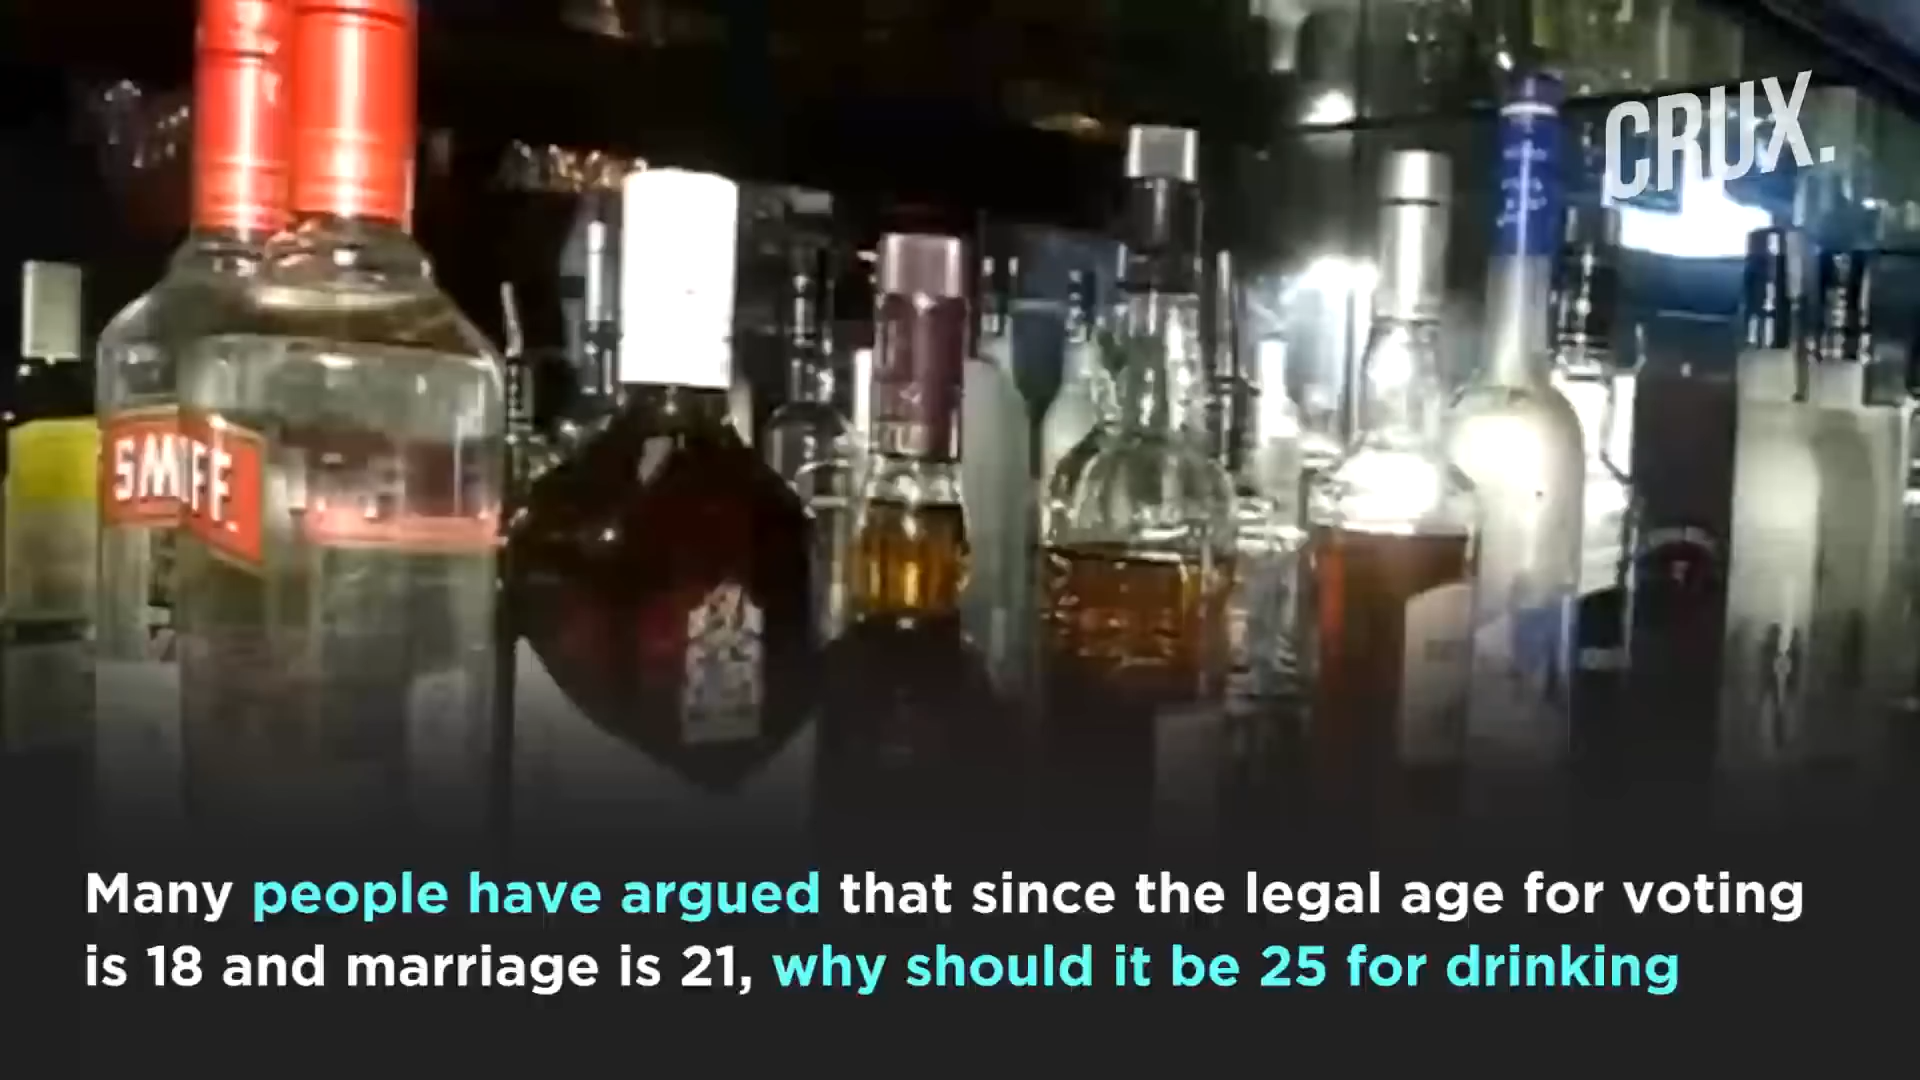 CRUX.
SMIFF
Many people have argued that since the legal age for voting
is 18 and marriage is 21, why should it be 25 for drinking